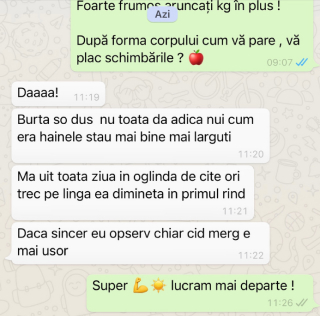 Foarte frumos aruncați kg în plus !
Azi
După forma corpului cum vă pare , vă
plac schimbările ? 🍎
09:07
Daaaa!
11:19
Burta so dus nu toata da adica nui cum
era hainele stau mai bine mai larguti
11:20
Ma uit toata ziua in oglinda de cite ori
trec pe linga ea dimineta in primul rind
11:21
Daca sincer eu opserv chiar cid merg e
mai usor
11:22
Super 💪☀️ lucram mai departe !
11:26